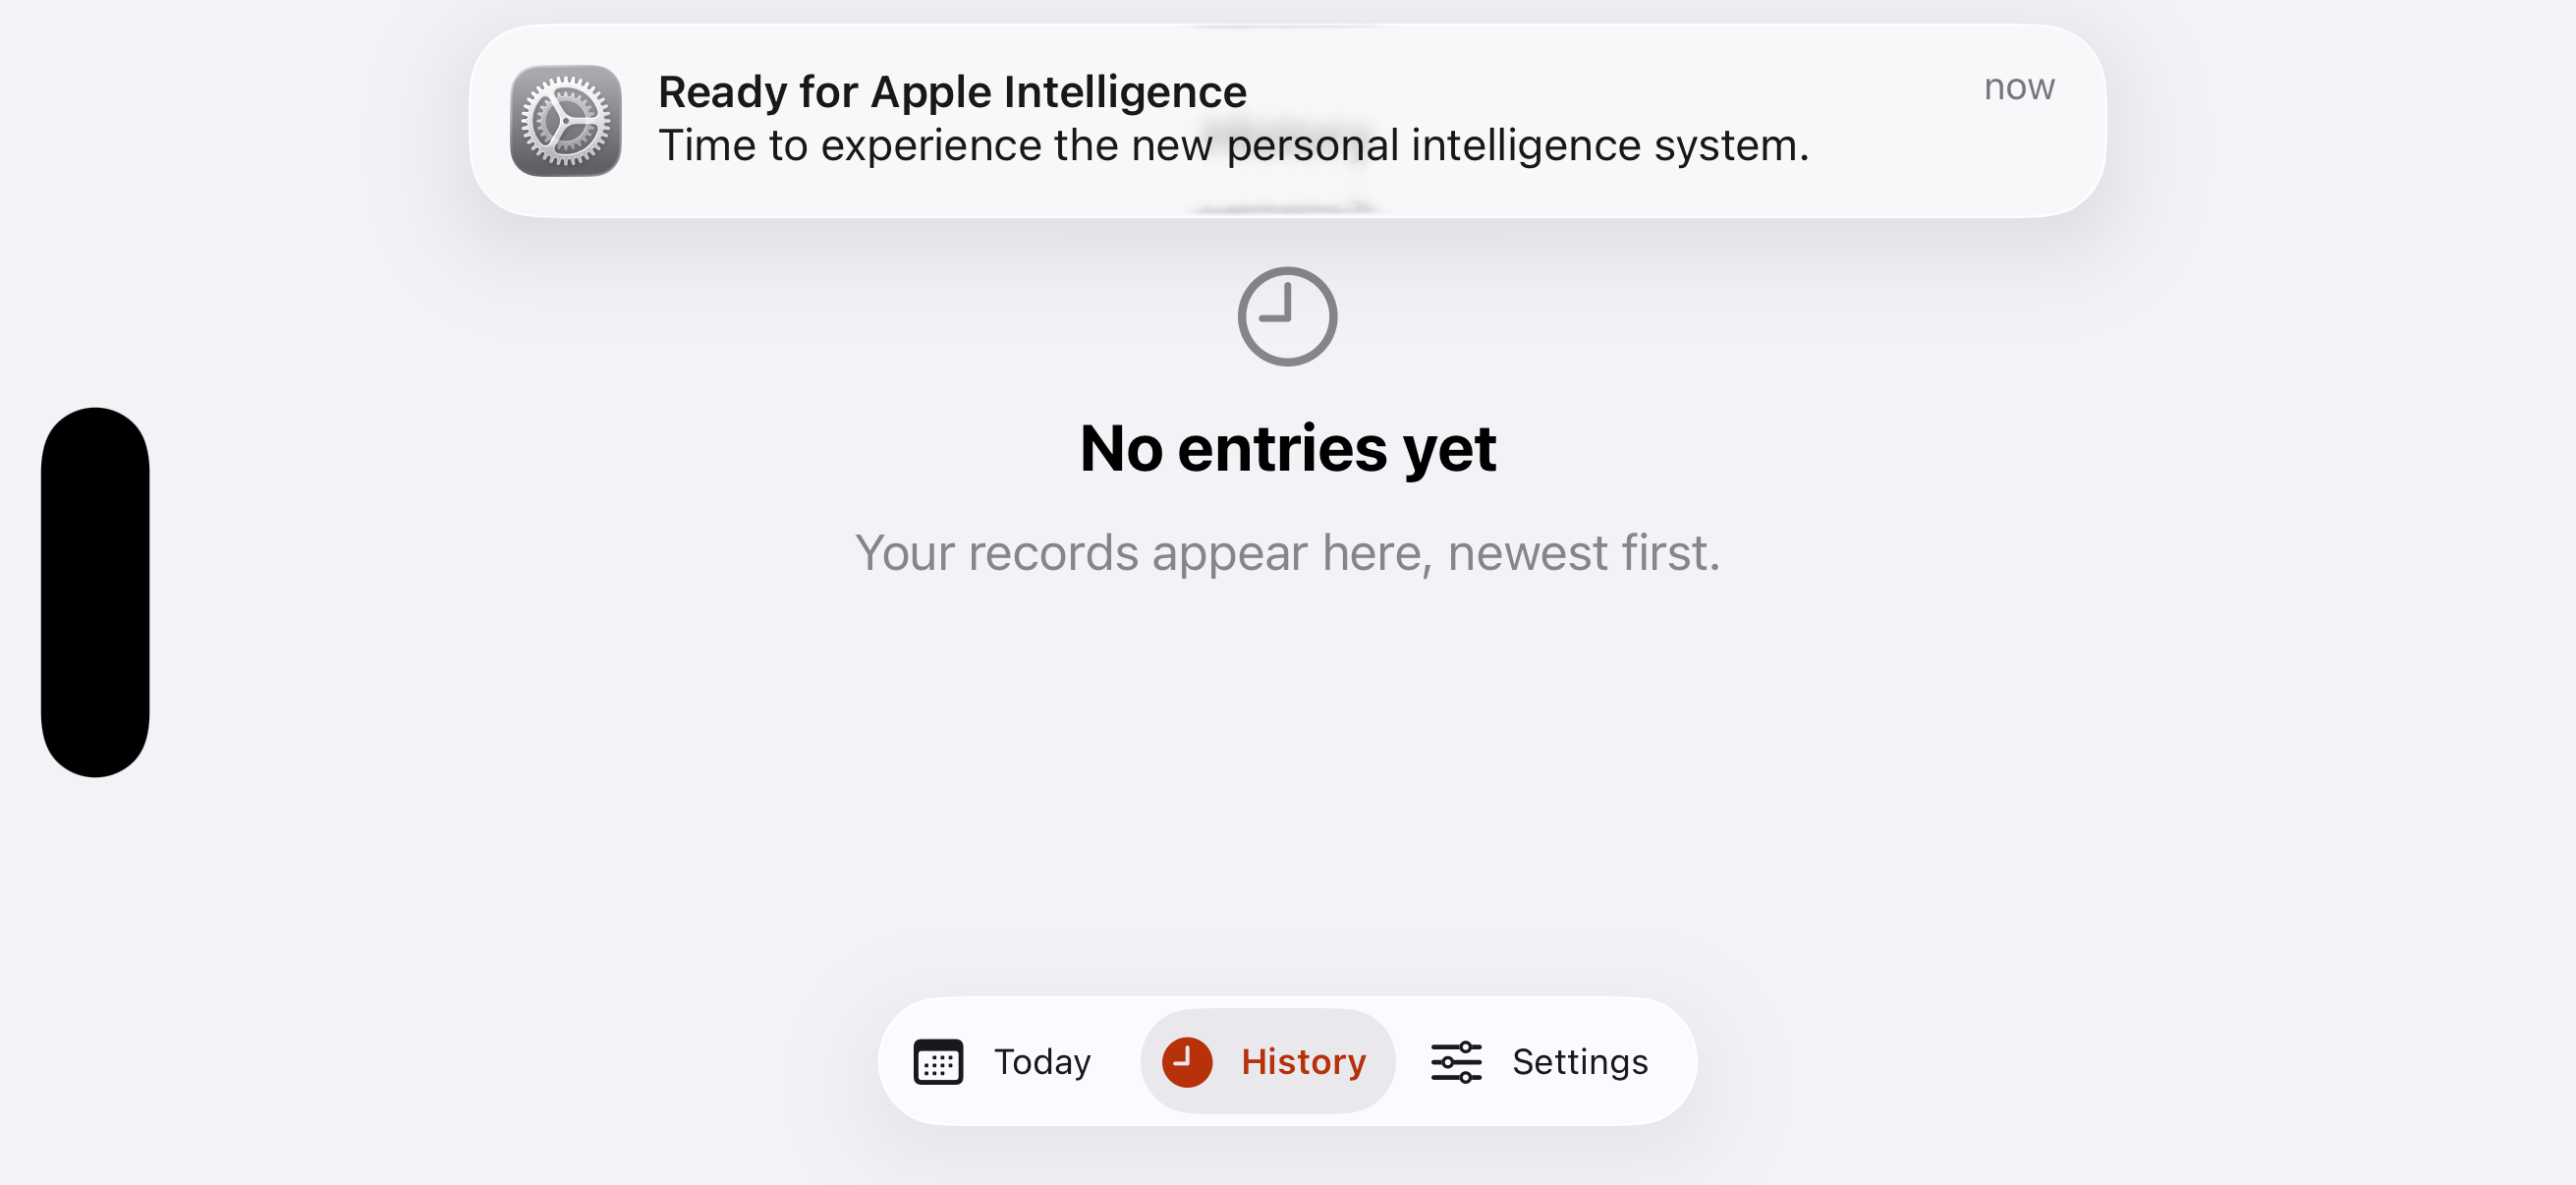 Ready for Apple Intelligence
now
Time to experience the new personal intelligence system.
No entries yet
Your records appear here, newest first.
Today
History
Settings